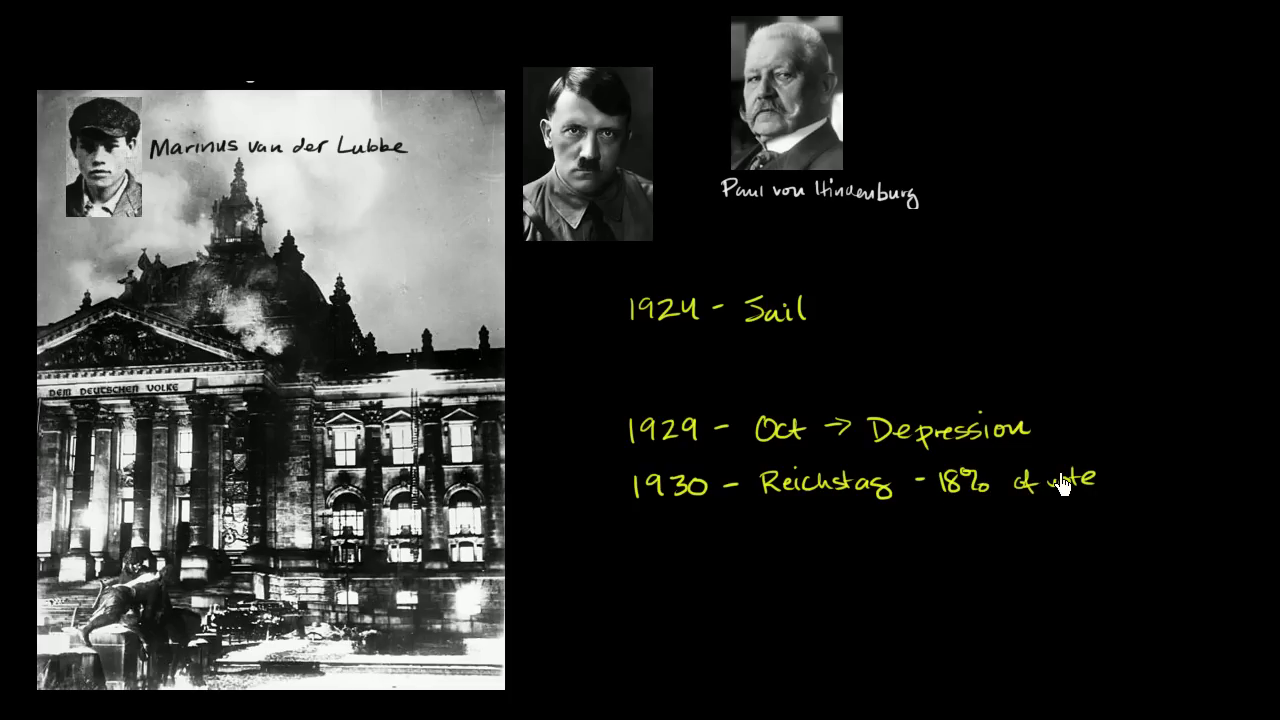 Marinus van der Lubbe
Paul von Hindenburg
DEM DEUTSCHEN VOLKE
1924 - Jail
1929 - Oct → Depression
1930 - Reichstag - 18% of vote